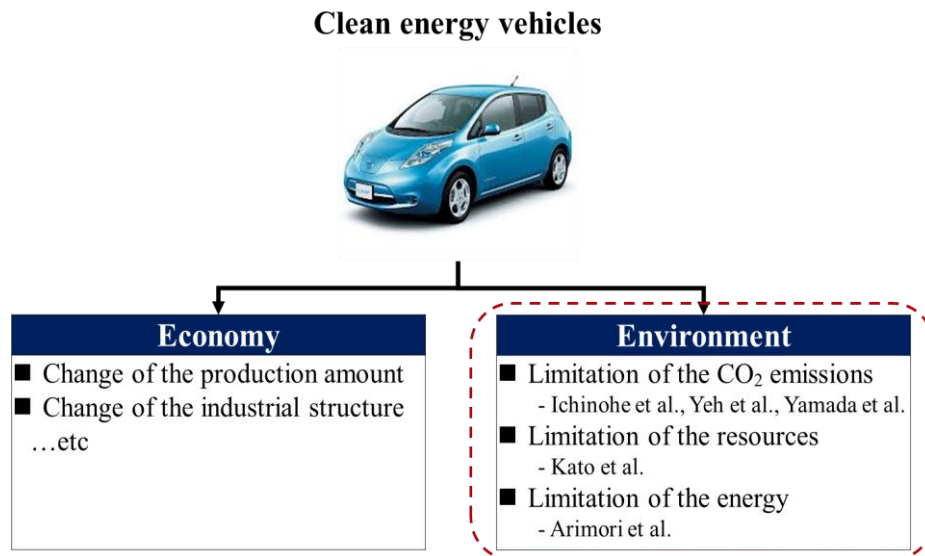 Clean energy vehicles
Economy
■ Change of the production amount
■ Change of the industrial structure
…etc
Environment
■ Limitation of the CO₂ emissions
- Ichinohe et al., Yeh et al., Yamada et al.
■ Limitation of the resources
- Kato et al.
■ Limitation of the energy
- Arimori et al.